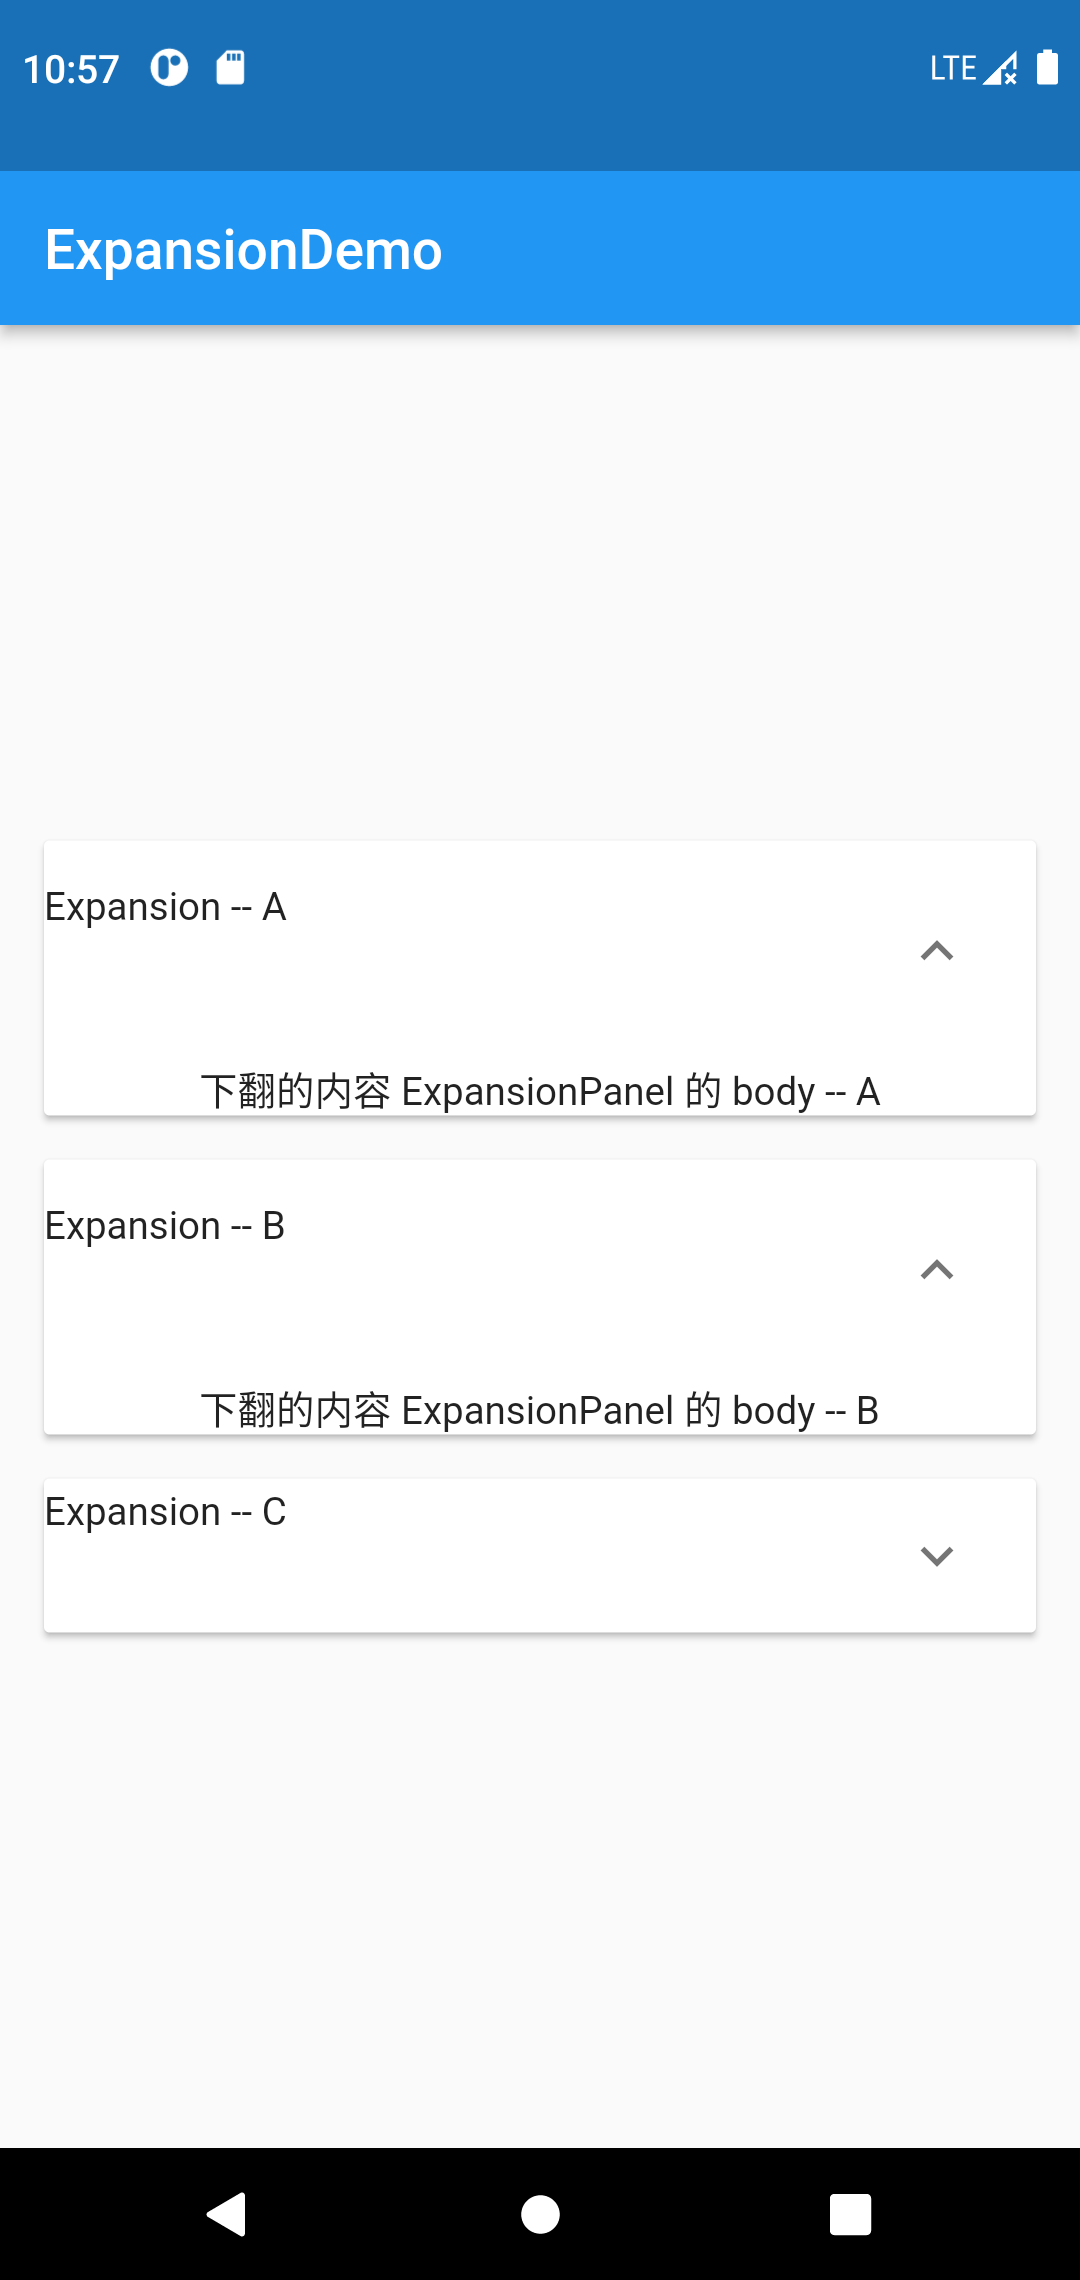 10:57
LTE
ExpansionDemo
Expansion -- A
下翻的内容 ExpansionPanel 的 body -- A
Expansion -- B
下翻的内容 ExpansionPanel 的 body -- B
Expansion -- C